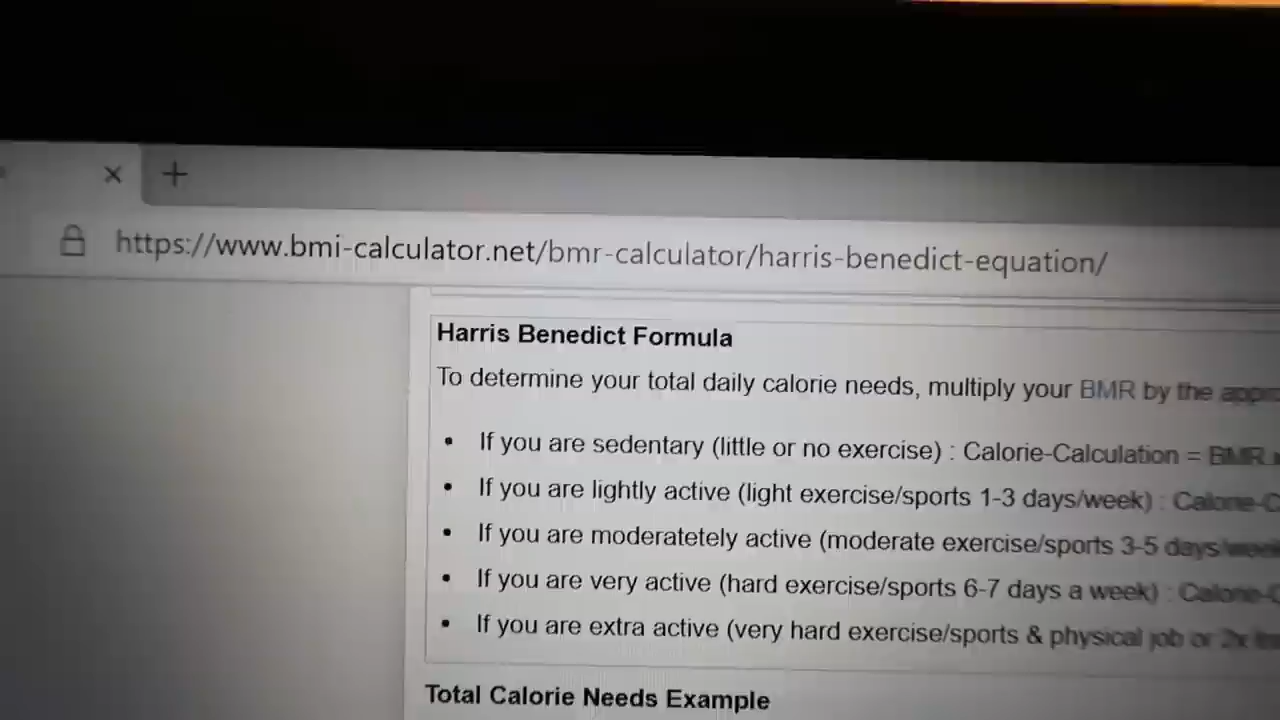 https://www.bmi-calculator.net/bmr-calculator/harris-benedict-equation/
Harris Benedict Formula
To determine your total daily calorie needs, multiply your BMR by the
• If you are sedentary (little or no exercise) : Calorie-Calculation = BMR
• If you are lightly active (light exercise/sports 1-3 days/week) :
• If you are moderatetely active (moderate exercise/sports 3-5 days/week
• If you are very active (hard exercise/sports 6-7 days a week) :
• If you are extra active (very hard exercise/sports & physical job or 2x
Total Calorie Needs Example